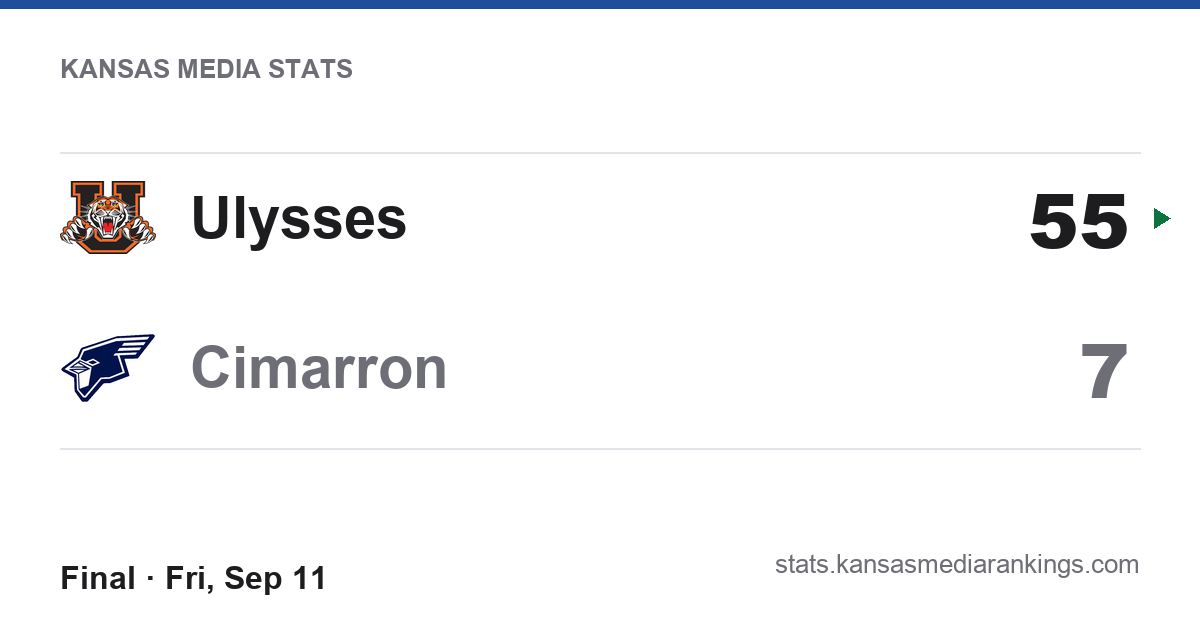 KANSAS MEDIA STATS
U
Ulysses 55
Cimarron 7
Final · Fri, Sep 11
stats.kansasmediarankings.com